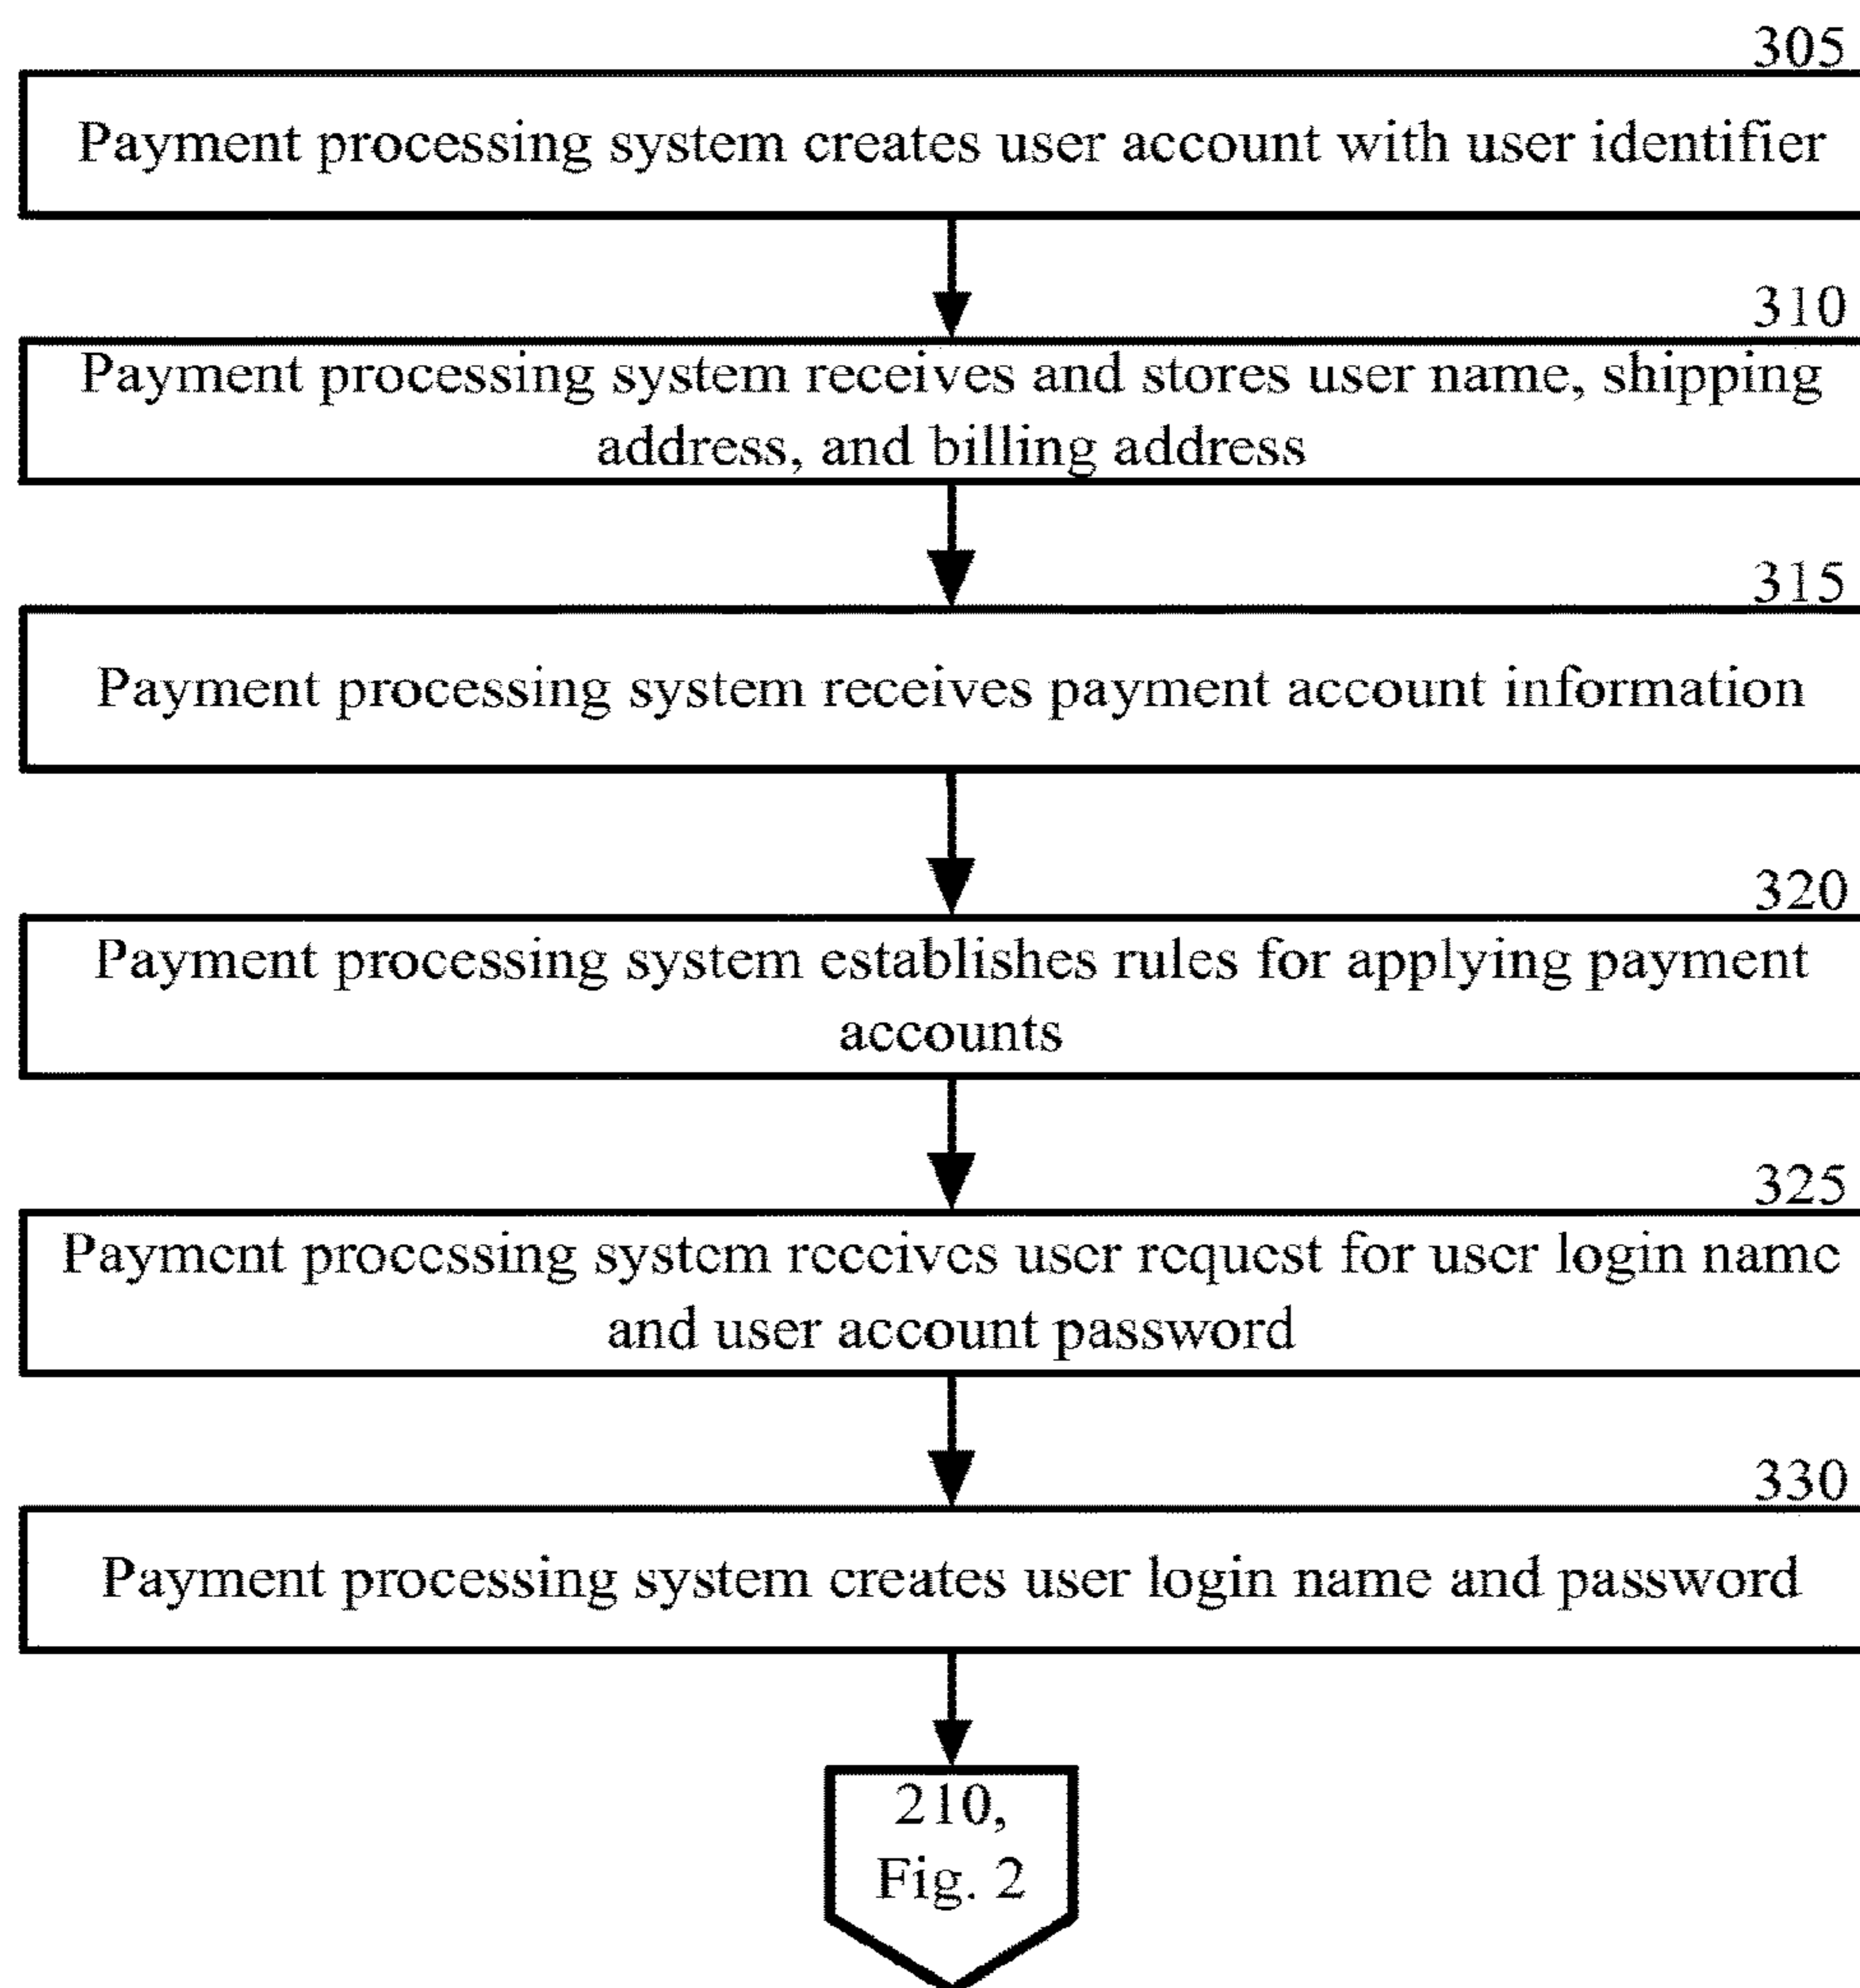 305
Payment processing system creates user account with user identifier
310
Payment processing system receives and stores user name, shipping
address, and billing address
315
Payment processing system receives payment account information
320
Payment processing system establishes rules for applying payment
accounts
325
Payment processing system receives user request for user login name
and user account password
330
Payment processing system creates user login name and password
210,
Fig. 2